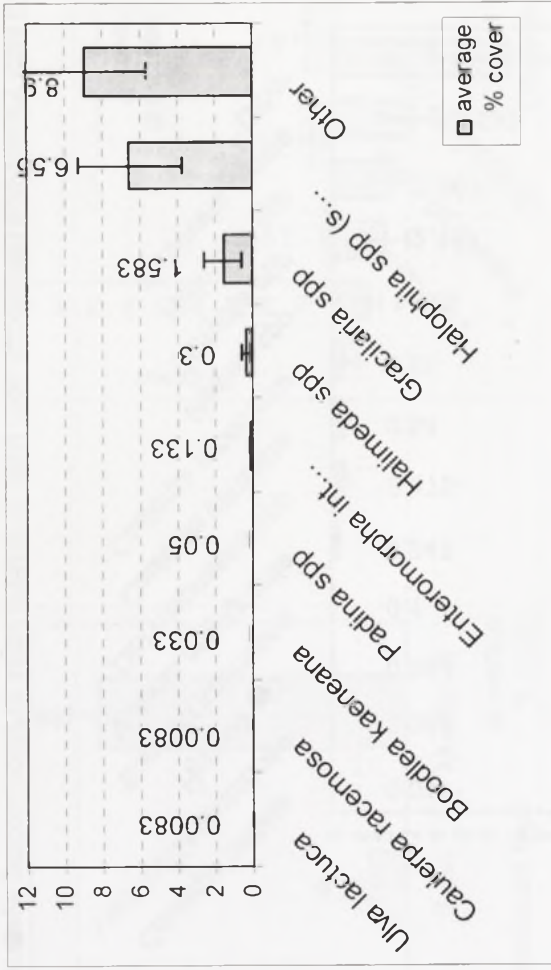 12
10
8
6
4
2
0
0.0083
0.0083
0.033
0.05
0.133
0.3
1.583
6.55
Ulva lactuca
Caulerpa racemosa
Boodlea kaeneana
Padina spp
Enteromorpha int...
Halimeda spp
Gracilaria spp
Halophila spp (s...
Other
average
% cover